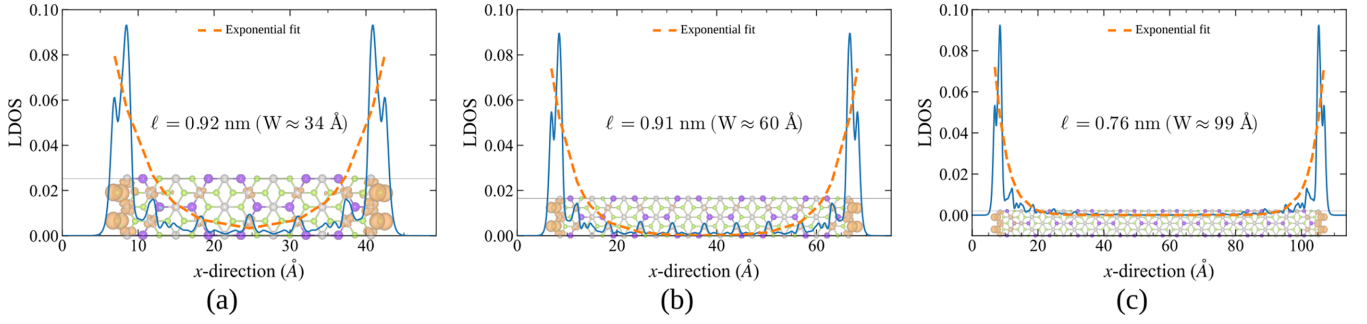 0.10
0.08
0.06
0.04
0.02
0.00
LDOS
Exponential fit
ℓ = 0.92 nm (W ≈ 34 Å)
0 10 20 30 40
x-direction (Å)
(a)
0.10
0.08
0.06
0.04
0.02
0.00
LDOS
Exponential fit
ℓ = 0.91 nm (W ≈ 60 Å)
0 20 40 60
x-direction (Å)
(b)
0.10
0.08
0.06
0.04
0.02
0.00
LDOS
Exponential fit
ℓ = 0.76 nm (W ≈ 99 Å)
0 20 40 60 80 100
x-direction (Å)
(c)